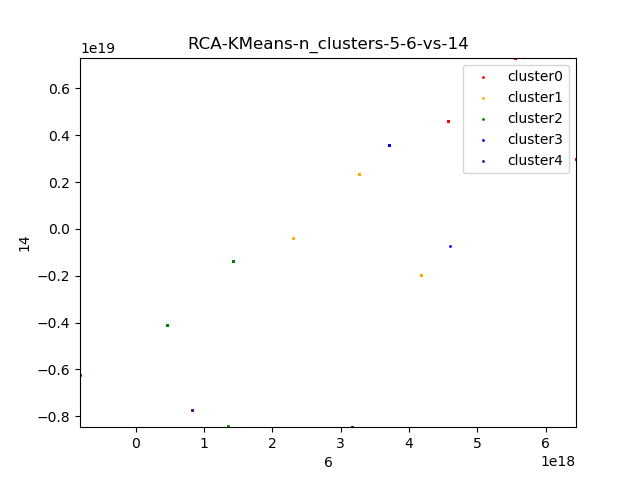 RCA-KMeans-n_clusters-5-6-vs-14
1e19
0.6
0.4
0.2
0.0
−0.2
−0.4
−0.6
−0.8
14
cluster0
cluster1
cluster2
cluster3
cluster4
0 1 2 3 4 5 6
6
1e18